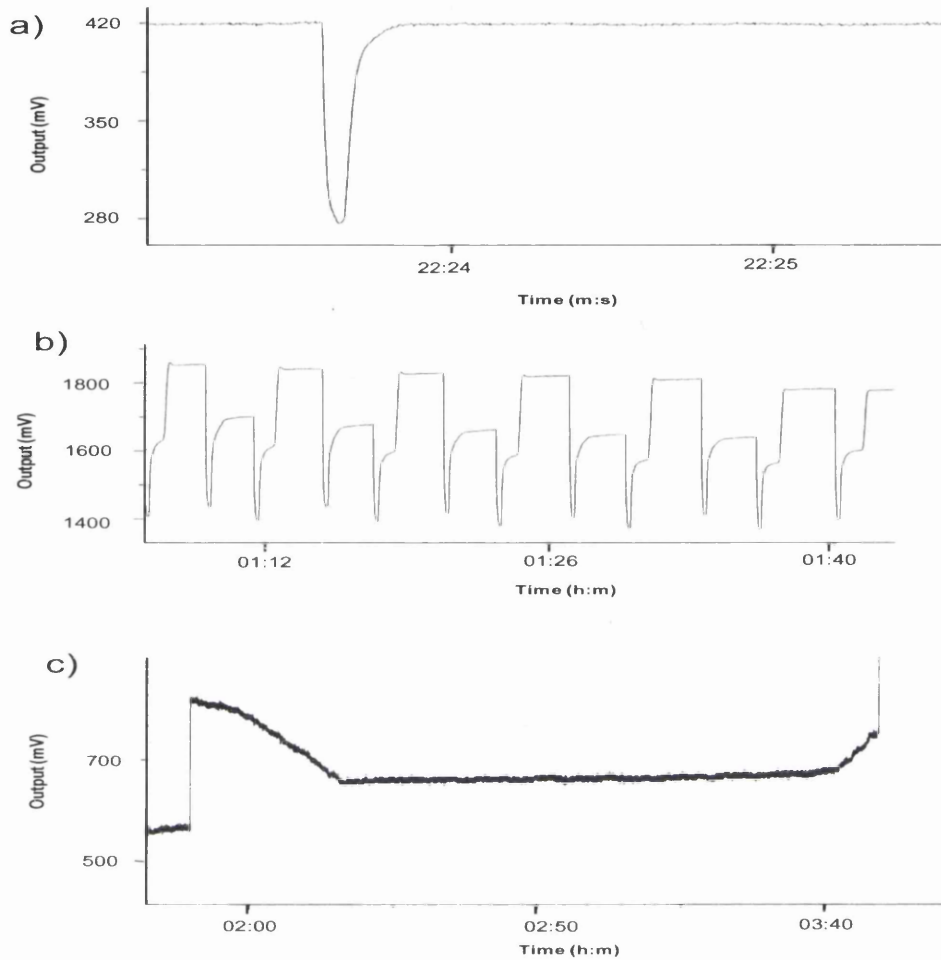 a)
420
350
280
Output (mV)
22:24 22:25
Time (m:s)
b)
1800
1600
1400
Output (mV)
01:12 01:26 01:40
Time (h:m)
c)
700
500
Output (mV)
02:00 02:50 03:40
Time (h:m)